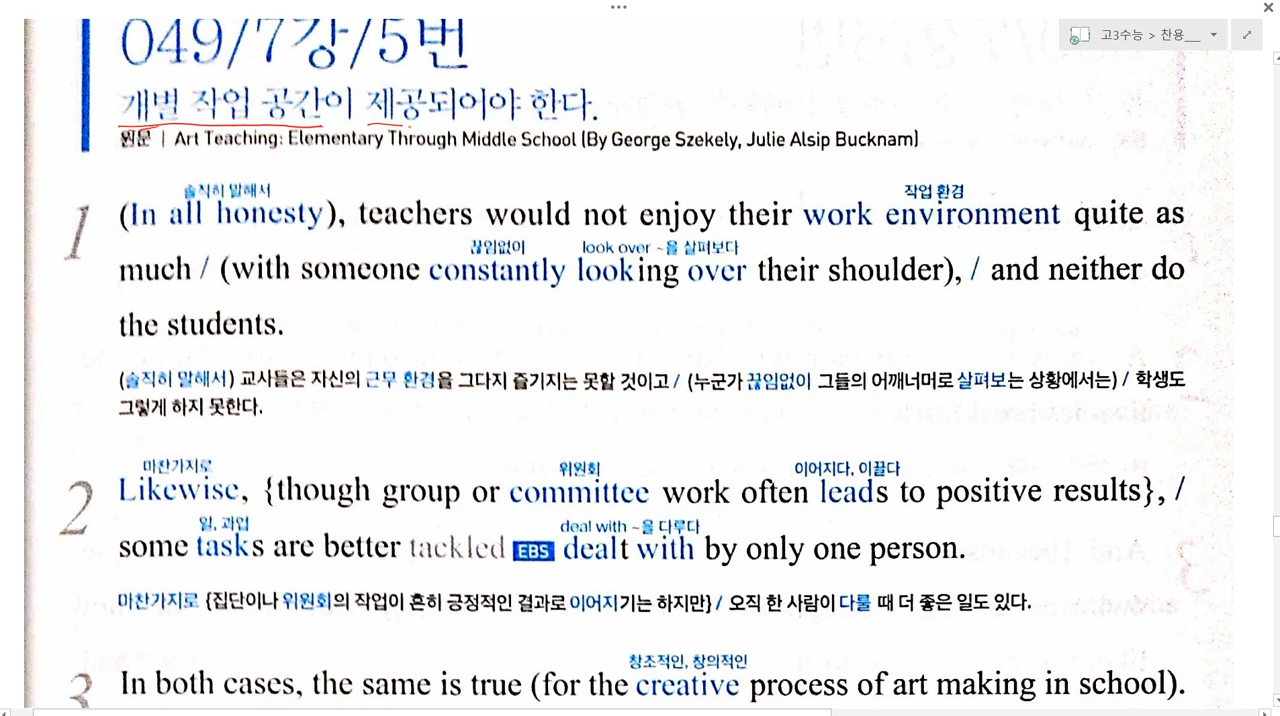 고3수능 > 찬용__
049/7강/5번
개별 작업 공간이 제공되어야 한다.
원문 | Art Teaching: Elementary Through Middle School (By George Szekely, Julie Alsip Bucknam)
솔직히 말해서 작업 환경
1 (In all honesty), teachers would not enjoy their work environment quite as
끊임없이 look over ~을 살펴보다
much / (with someone constantly looking over their shoulder), / and neither do
the students.
(솔직히 말해서) 교사들은 자신의 근무 환경을 그다지 즐기지는 못할 것이고 / (누군가 끊임없이 그들의 어깨너머로 살펴보는 상황에서는) / 학생도
그렇게 하지 못한다.
마찬가지로 위원회 이어지다, 이끌다
2 Likewise, {though group or committee work often leads to positive results}, /
일, 과업 deal with ~을 다루다
some tasks are better tackled EBS dealt with by only one person.
마찬가지로 {집단이나 위원회의 작업이 흔히 긍정적인 결과로 이어지기는 하지만} / 오직 한 사람이 다룰 때 더 좋은 일도 있다.
창조적인, 창의적인
3 In both cases, the same is true (for the creative process of art making in school).